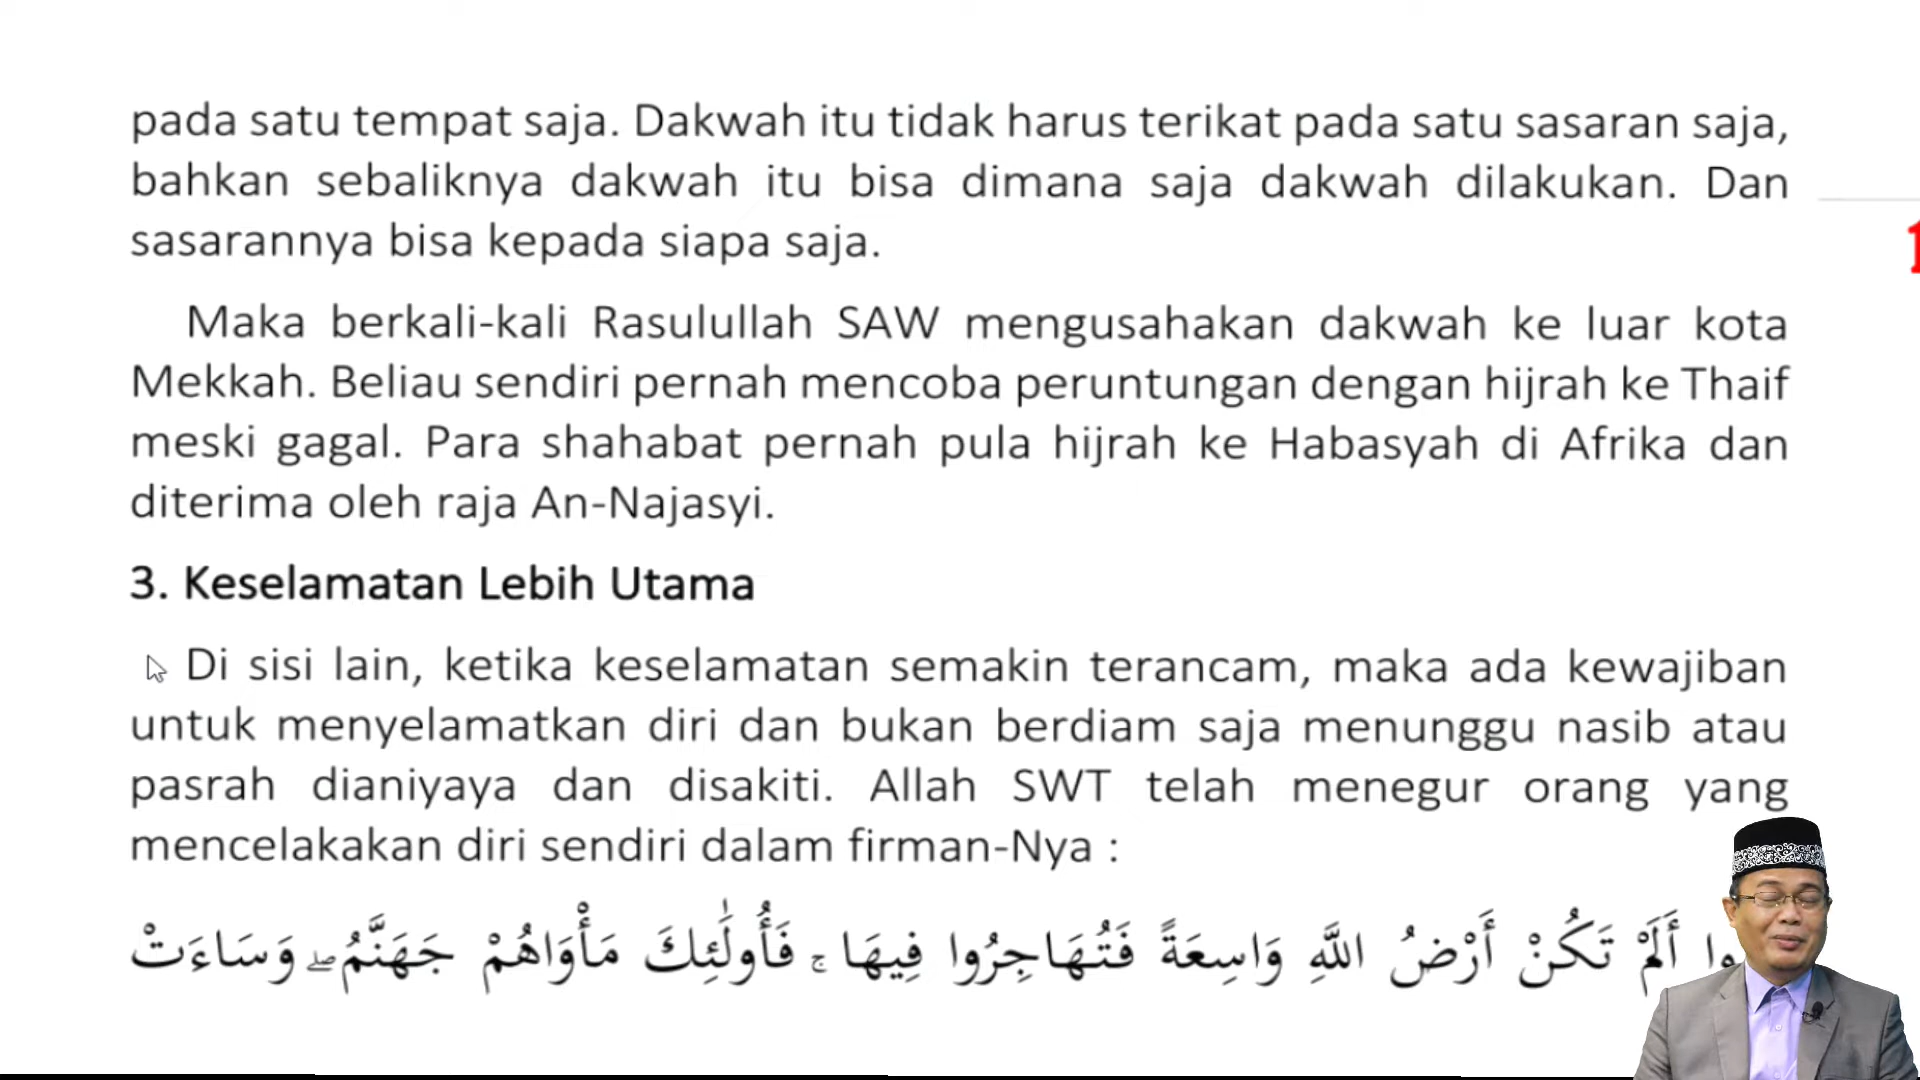 pada satu tempat saja. Dakwah itu tidak harus terikat pada satu sasaran saja,
bahkan sebaliknya dakwah itu bisa dimana saja dakwah dilakukan. Dan
sasarannya bisa kepada siapa saja.
Maka berkali-kali Rasulullah SAW mengusahakan dakwah ke luar kota
Mekkah. Beliau sendiri pernah mencoba peruntungan dengan hijrah ke Thaif
meski gagal. Para shahabat pernah pula hijrah ke Habasyah di Afrika dan
diterima oleh raja An-Najasyi.
3. Keselamatan Lebih Utama
Di sisi lain, ketika keselamatan semakin terancam, maka ada kewajiban
untuk menyelamatkan diri dan bukan berdiam saja menunggu nasib atau
pasrah dianiyaya dan disakiti. Allah SWT telah menegur orang yang
mencelakakan diri sendiri dalam firman-Nya :
أَلَمْ تَكُنْ أَرْضُ اللَّهِ وَاسِعَةً فَتُهَاجِرُوا فِيهَا ۚ فَأُولَٰئِكَ مَأْوَاهُمْ جَهَنَّمُ ۖ وَسَاءَتْ